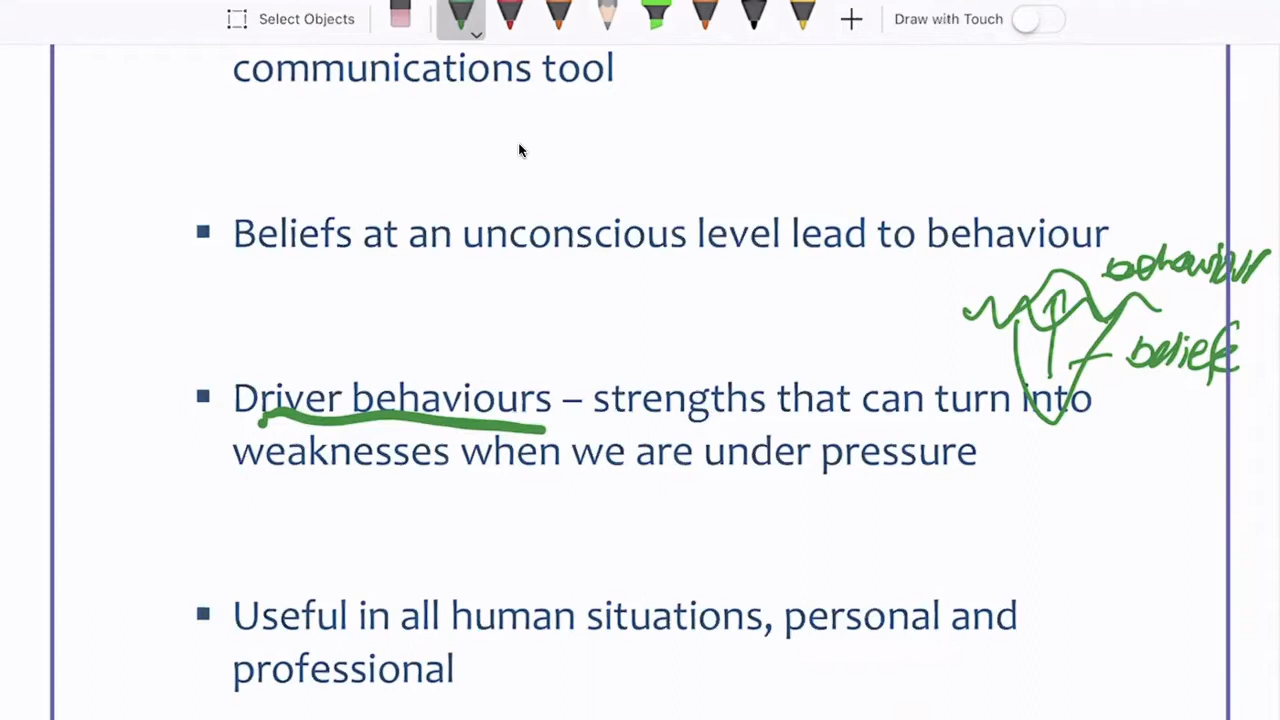 Select Objects
Draw with Touch
communications tool
Beliefs at an unconscious level lead to behaviour
behaviour
beliefs
Driver behaviours – strengths that can turn into
weaknesses when we are under pressure
Useful in all human situations, personal and
professional